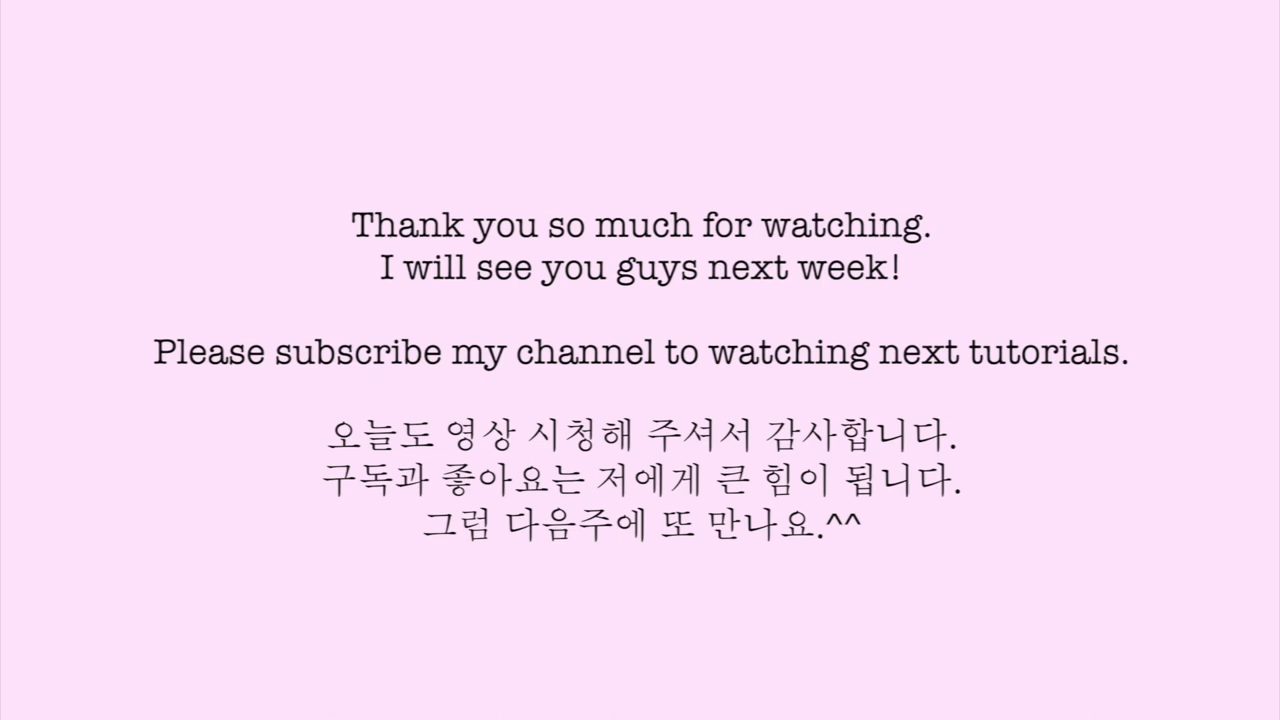 Thank you so much for watching.
I will see you guys next week!
Please subscribe my channel to watching next tutorials.
오늘도 영상 시청해 주셔서 감사합니다.
구독과 좋아요는 저에게 큰 힘이 됩니다.
그럼 다음주에 또 만나요.^^